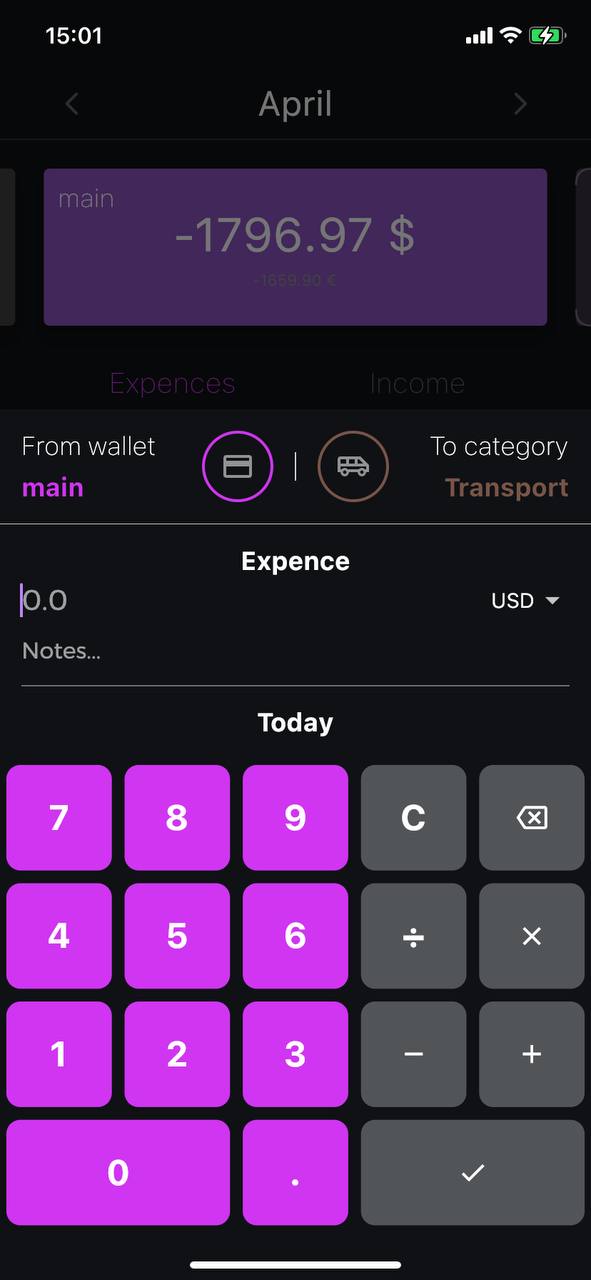 15:01
April
main
-1796.97 $
-1659.90 €
Expences Income
From wallet To category
main Transport
Expence
0.0 USD
Notes...
Today
7 8 9 C
4 5 6 ÷ ×
1 2 3 − +
0 .